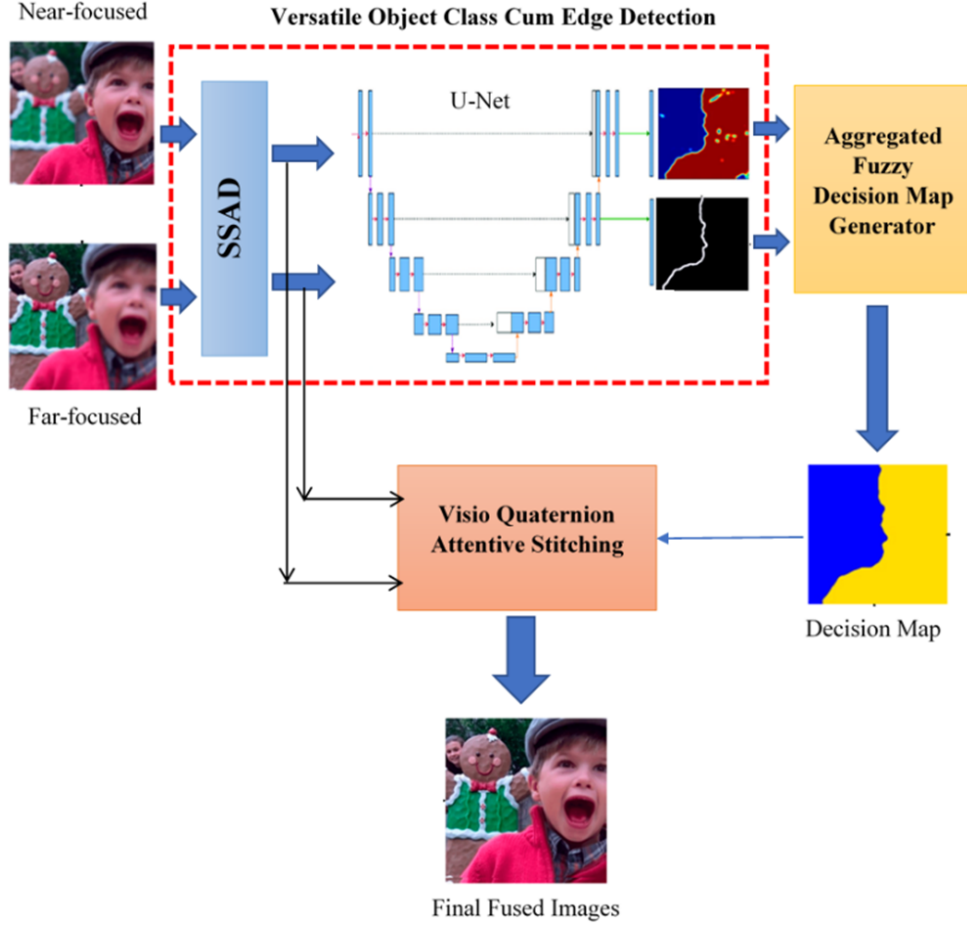 Near-focused
Versatile Object Class Cum Edge Detection
U-Net
SSAD
Aggregated
Fuzzy
Decision Map
Generator
Far-focused
Visio Quaternion
Attentive Stitching
Decision Map
Final Fused Images